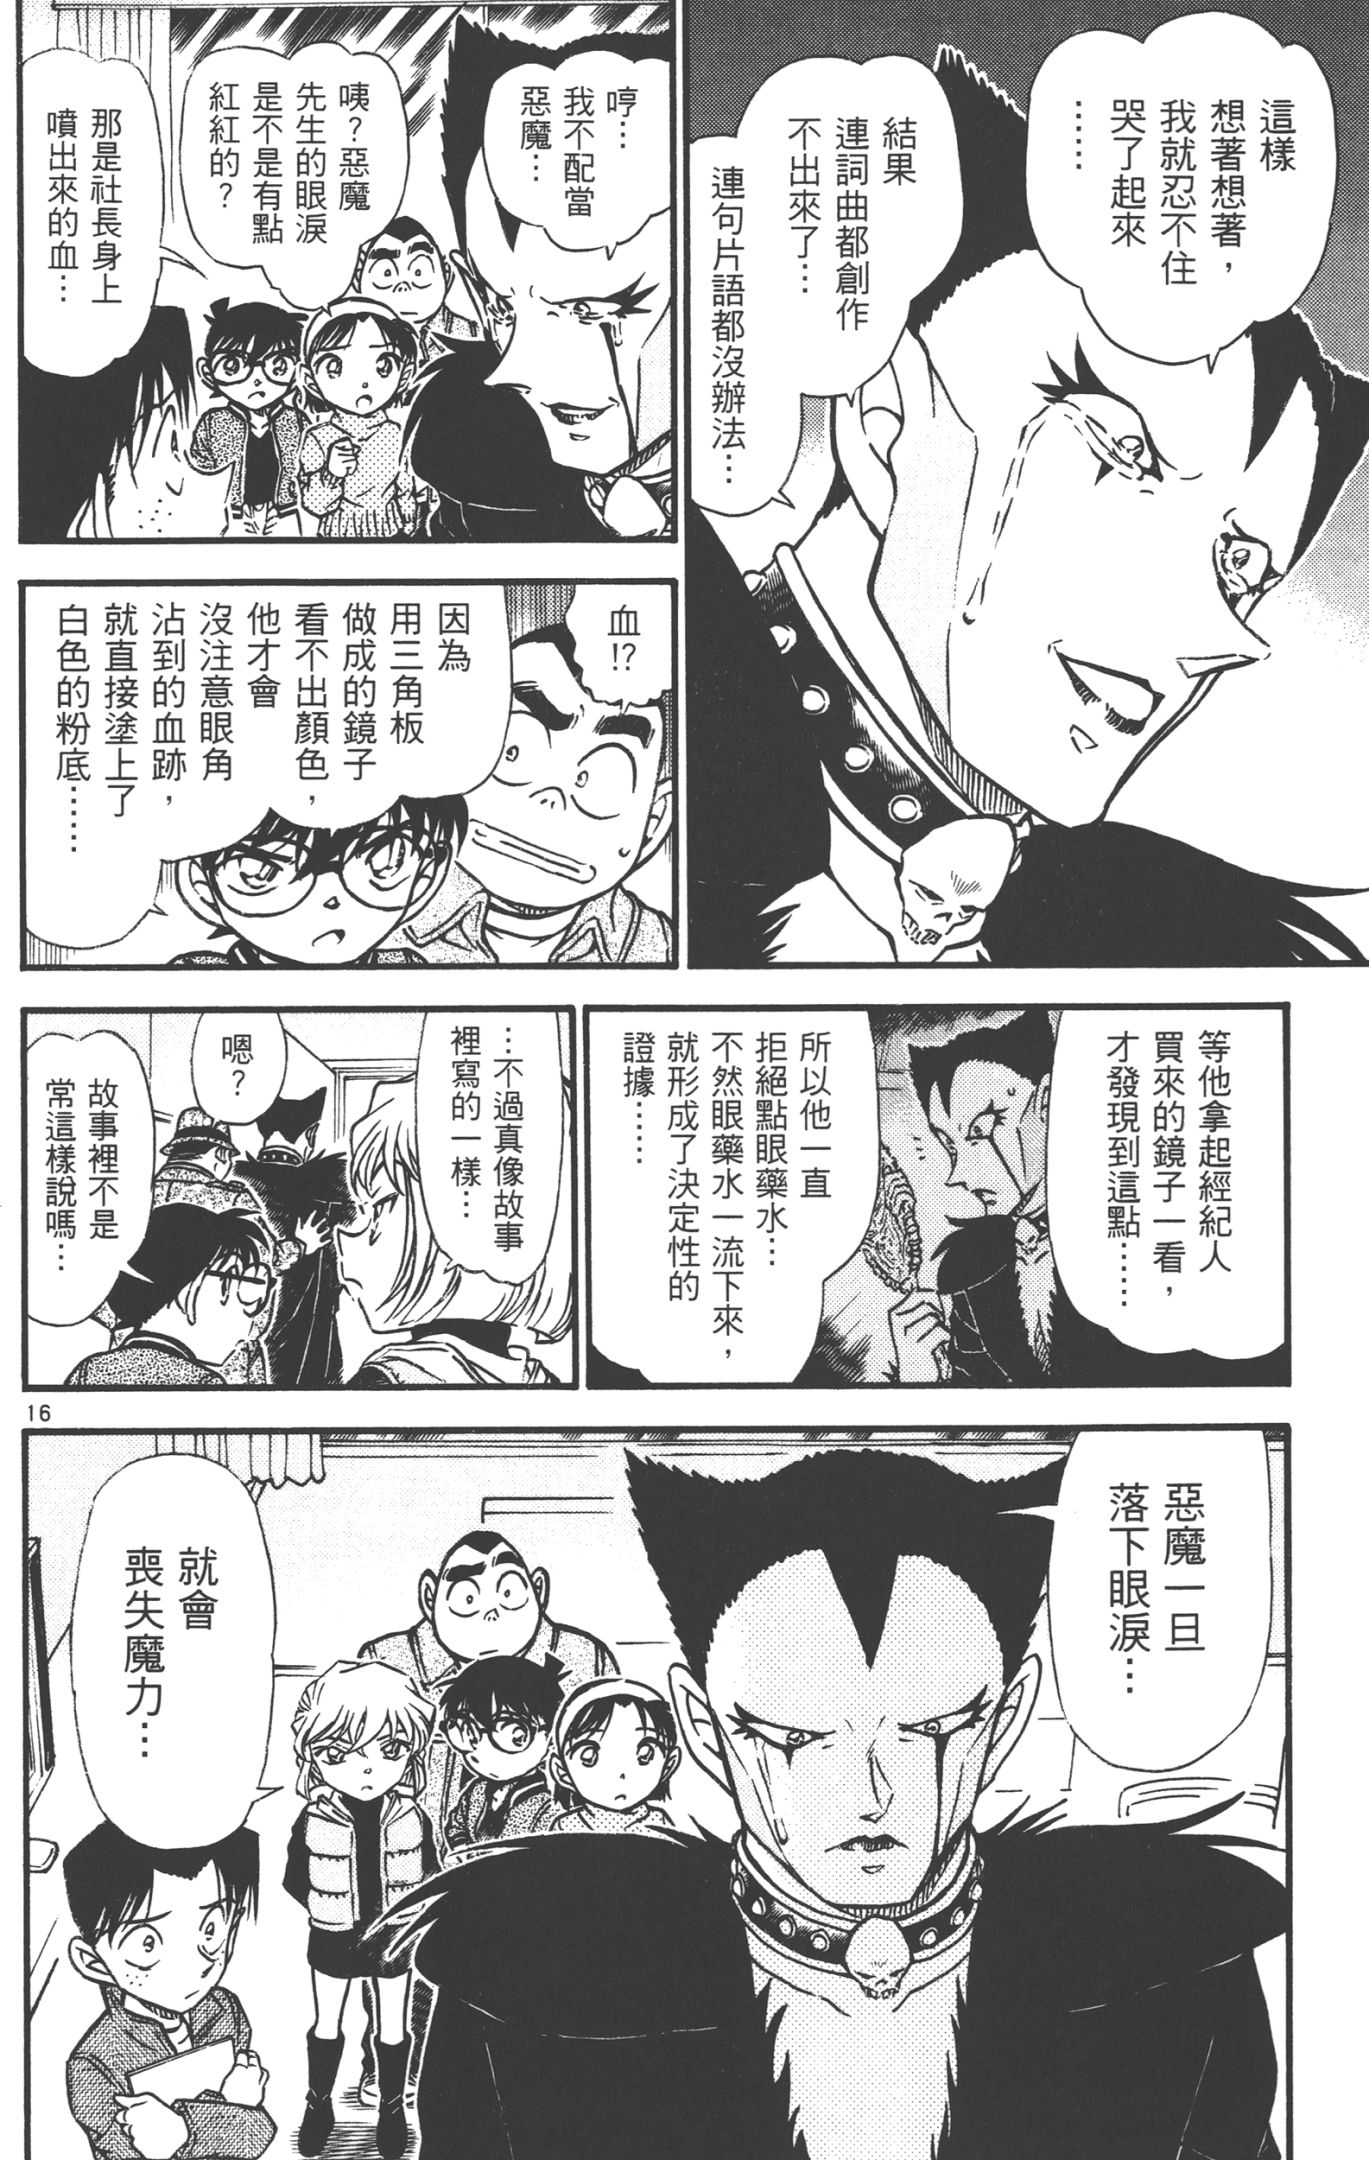 這樣
想著想著，
我就忍不住
哭了起來
……
結果
連詞曲都創作
不出來了…
連句片語都沒辦法…
哼…
我不配當
惡魔…
咦？惡魔
先生的眼淚
是不是有點
紅紅的？
那是社長身上
噴出來的血…
血!?
因為
用三角板
做成的鏡子
看不出顏色，
他才會
沒注意眼角
沾到的血跡，
就直接塗上了
白色的粉底……
等他拿起經紀人
買來的鏡子一看，
才發現到這點……
所以他一直
拒絕點眼藥水…
不然眼藥水一流下來，
就形成了決定性的
證據……
…不過真像故事
裡寫的一樣…
嗯？
故事裡不是
常這樣說嗎…
16
惡魔一旦
落下眼淚…
就會
喪失魔力…